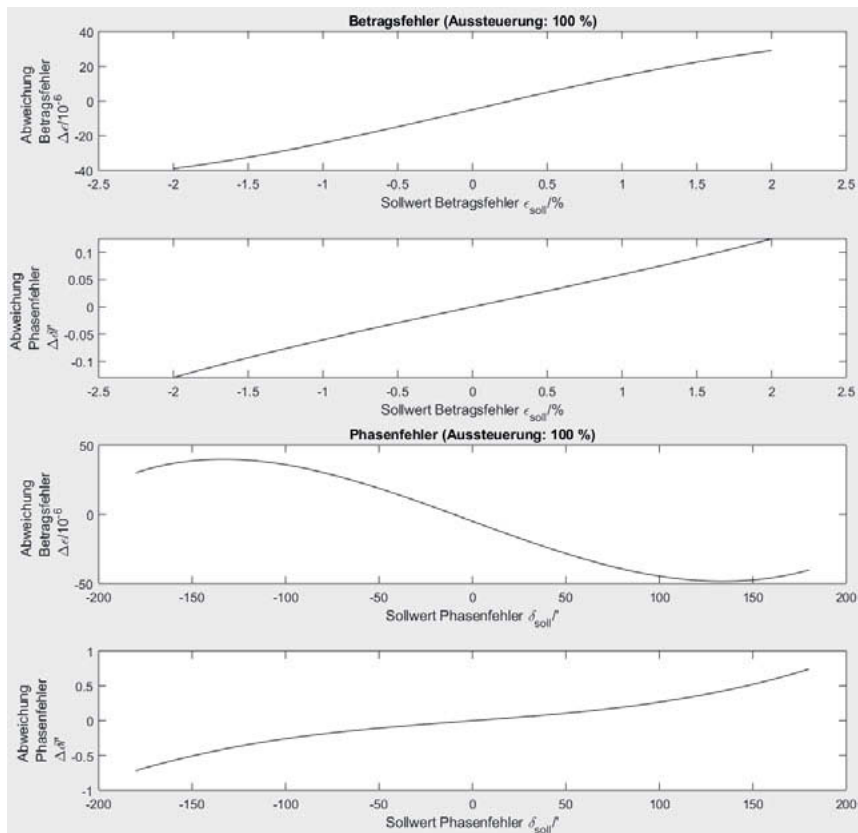 Betragsfehler (Aussteuerung: 100 %)
Abweichung
Betragsfehler
Δϵ/10⁻⁶
40
20
0
-20
-40
-2.5 -2 -1.5 -1 -0.5 0 0.5 1 1.5 2 2.5
Sollwert Betragsfehler ϵsoll/%
Abweichung
Phasenfehler
Δδ/'
0.1
0.05
0
-0.05
-0.1
-2.5 -2 -1.5 -1 -0.5 0 0.5 1 1.5 2 2.5
Sollwert Betragsfehler ϵsoll/%
Phasenfehler (Aussteuerung: 100 %)
Abweichung
Betragsfehler
Δϵ/10⁻⁶
50
0
-50
-200 -150 -100 -50 0 50 100 150 200
Sollwert Phasenfehler δsoll/'
Abweichung
Phasenfehler
Δδ/'
1
0.5
0
-0.5
-1
-200 -150 -100 -50 0 50 100 150 200
Sollwert Phasenfehler δsoll/'